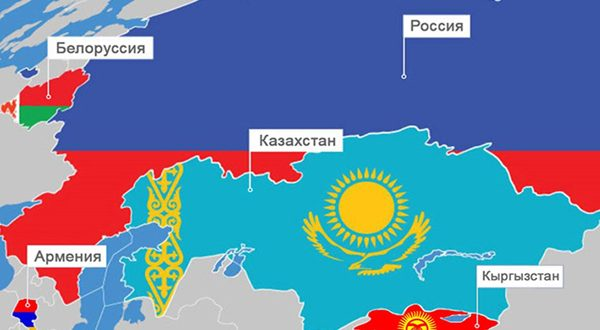 Россия
Белоруссия
Казахстан
Армения
Кыргызстан